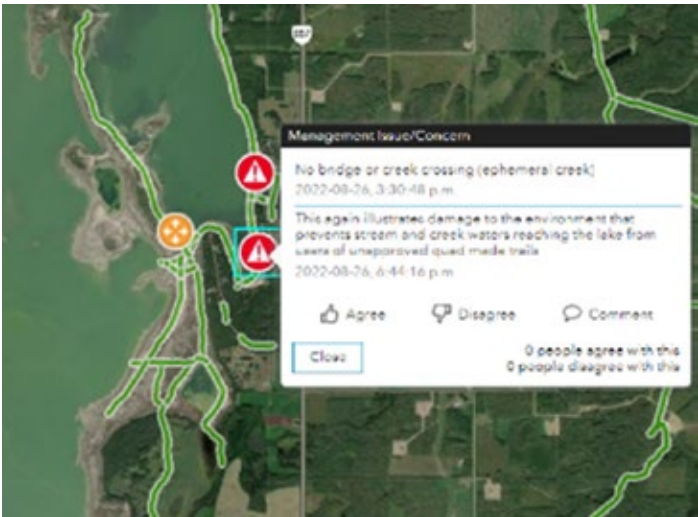 857
Management Issue/Concern
No bridge or creek crossing (ephemeral creek)
2022-08-26, 3:30:48 p.m.
This again illustrates damage to the environment that
prevents stream and creek waters reaching the lake from
users of unapproved quad made trails
2022-08-26, 6:44:16 p.m.
Agree
Disagree
Comment
Close
0 people agree with this
0 people disagree with this